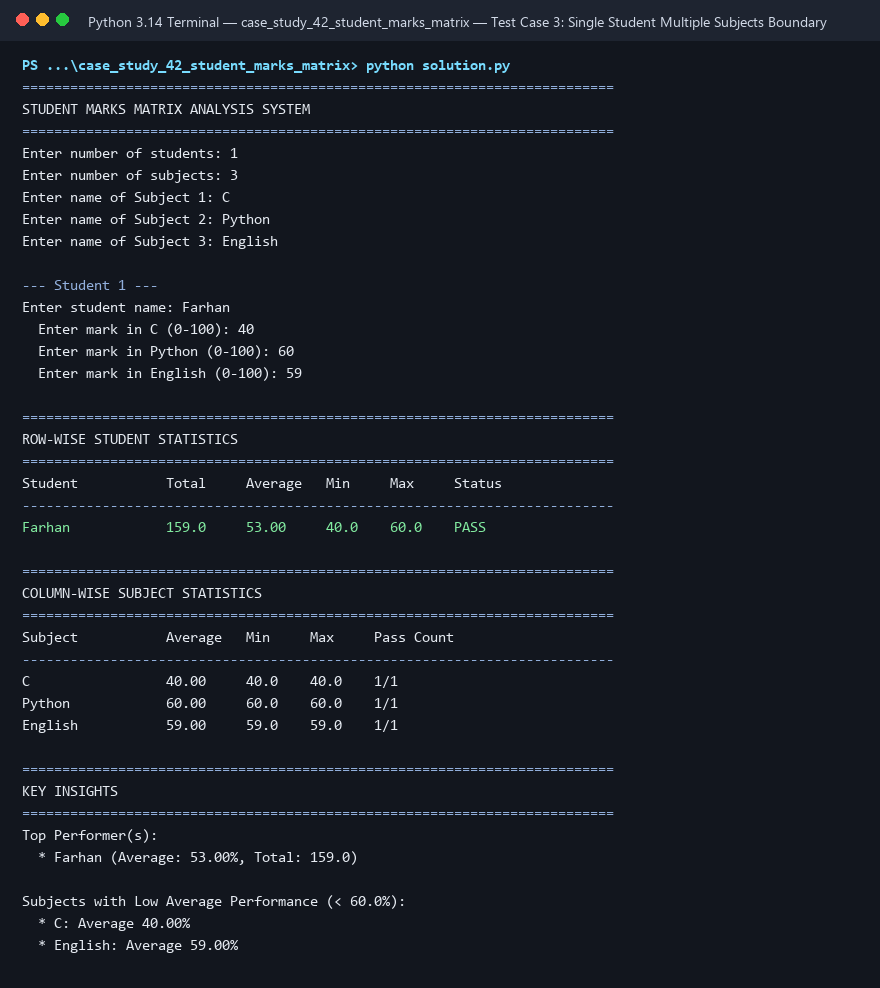 Python 3.14 Terminal — case_study_42_student_marks_matrix — Test Case 3: Single Student Multiple Subjects Boundary
PS ...\case_study_42_student_marks_matrix> python solution.py
==========================================================================
STUDENT MARKS MATRIX ANALYSIS SYSTEM
==========================================================================
Enter number of students: 1
Enter number of subjects: 3
Enter name of Subject 1: C
Enter name of Subject 2: Python
Enter name of Subject 3: English

--- Student 1 ---
Enter student name: Farhan
  Enter mark in C (0-100): 40
  Enter mark in Python (0-100): 60
  Enter mark in English (0-100): 59

==========================================================================
ROW-WISE STUDENT STATISTICS
==========================================================================
Student           Total     Average   Min     Max     Status
--------------------------------------------------------------------------
Farhan            159.0     53.00     40.0    60.0    PASS

==========================================================================
COLUMN-WISE SUBJECT STATISTICS
==========================================================================
Subject           Average   Min     Max     Pass Count
--------------------------------------------------------------------------
C                 40.00     40.0    40.0    1/1
Python            60.00     60.0    60.0    1/1
English           59.00     59.0    59.0    1/1

==========================================================================
KEY INSIGHTS
==========================================================================
Top Performer(s):
  * Farhan (Average: 53.00%, Total: 159.0)

Subjects with Low Average Performance (< 60.0%):
  * C: Average 40.00%
  * English: Average 59.00%